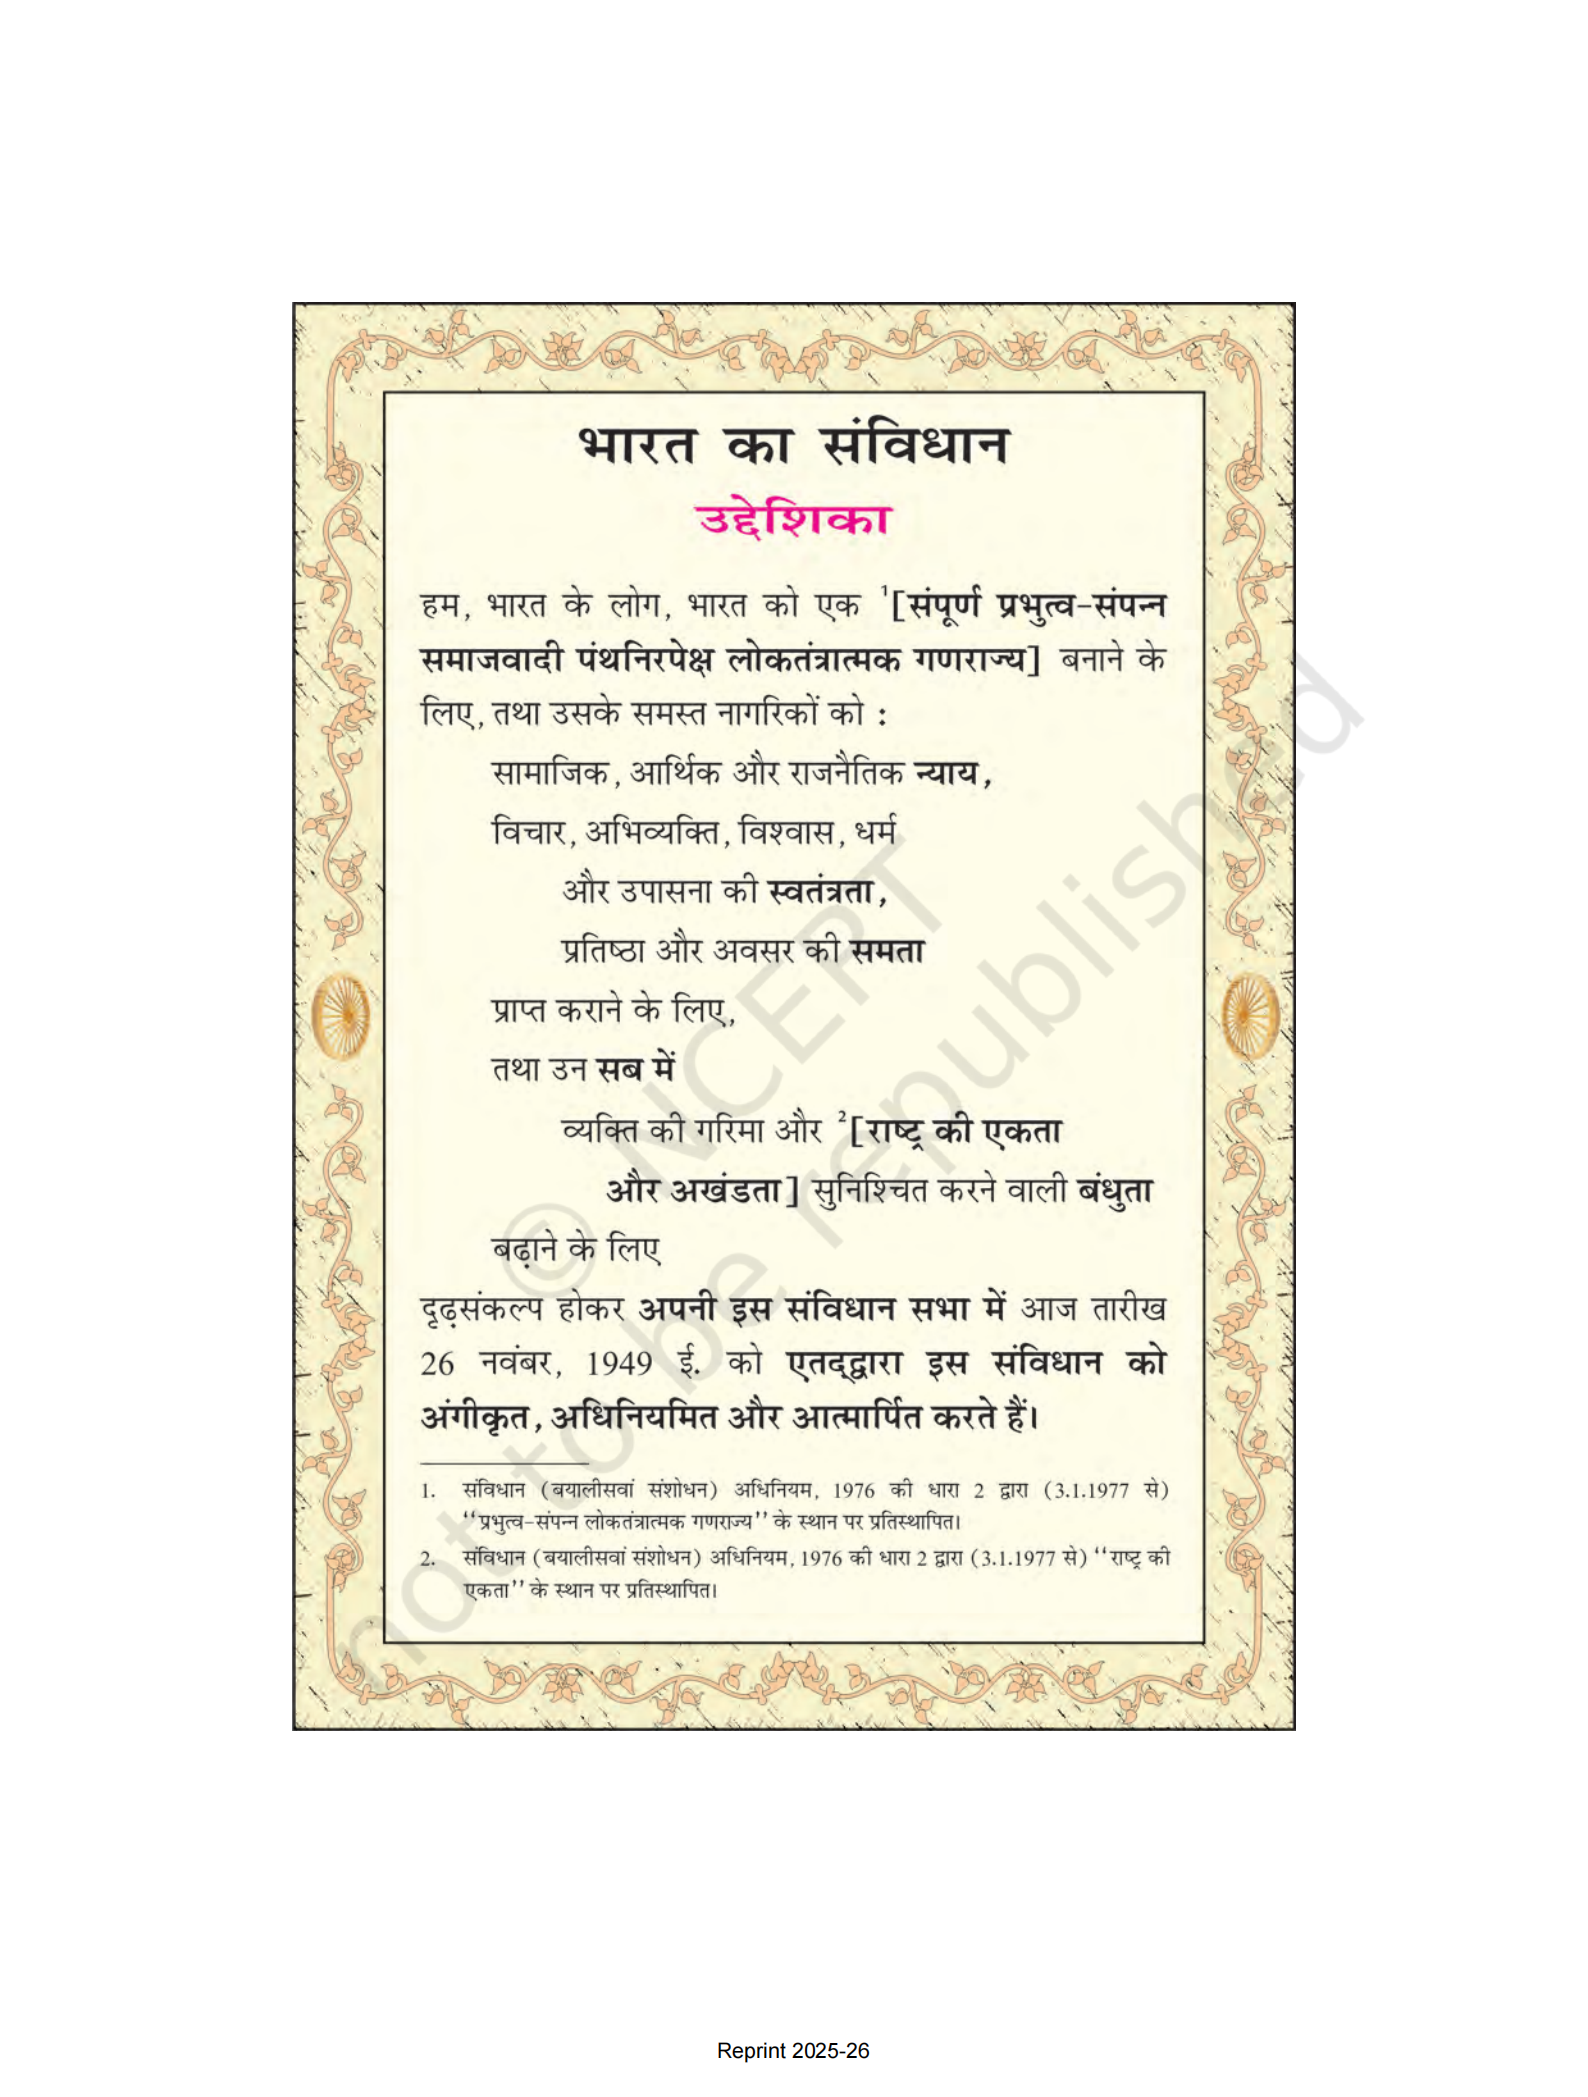 भारत का संविधान
उद्देशिका
हम, भारत के लोग, भारत को एक ¹[संपूर्ण प्रभुत्व-संपन्न
समाजवादी पंथनिरपेक्ष लोकतंत्रात्मक गणराज्य] बनाने के
लिए, तथा उसके समस्त नागरिकों को :
सामाजिक, आर्थिक और राजनैतिक न्याय,
विचार, अभिव्यक्ति, विश्वास, धर्म
और उपासना की स्वतंत्रता,
प्रतिष्ठा और अवसर की समता
प्राप्त कराने के लिए,
तथा उन सब में
व्यक्ति की गरिमा और ²[राष्ट्र की एकता
और अखंडता] सुनिश्चित करने वाली बंधुता
बढ़ाने के लिए
दृढ़संकल्प होकर अपनी इस संविधान सभा में आज तारीख
26 नवंबर, 1949 ई. को एतद्द्वारा इस संविधान को
अंगीकृत, अधिनियमित और आत्मार्पित करते हैं।
1. संविधान (बयालीसवां संशोधन) अधिनियम, 1976 की धारा 2 द्वारा (3.1.1977 से)
“प्रभुत्व-संपन्न लोकतंत्रात्मक गणराज्य” के स्थान पर प्रतिस्थापित।
2. संविधान (बयालीसवां संशोधन) अधिनियम, 1976 की धारा 2 द्वारा (3.1.1977 से) “राष्ट्र की
एकता” के स्थान पर प्रतिस्थापित।
© NCERT
not to be republished
Reprint 2025-26